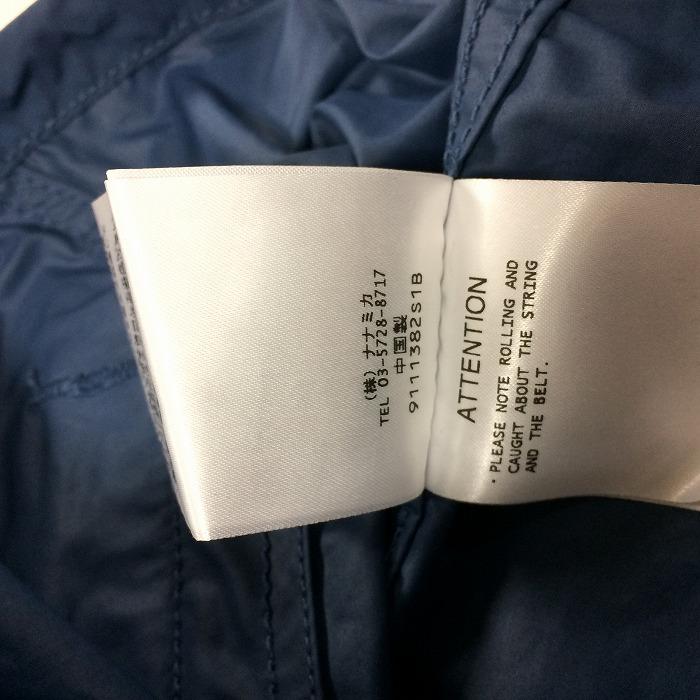 (株) ナナミカ
TEL 03-5728-8717
中国製
9111382S1B
ATTENTION
・PLEASE NOTE ROLLING AND
CAUGHT ABOUT THE STRING
AND THE BELT.